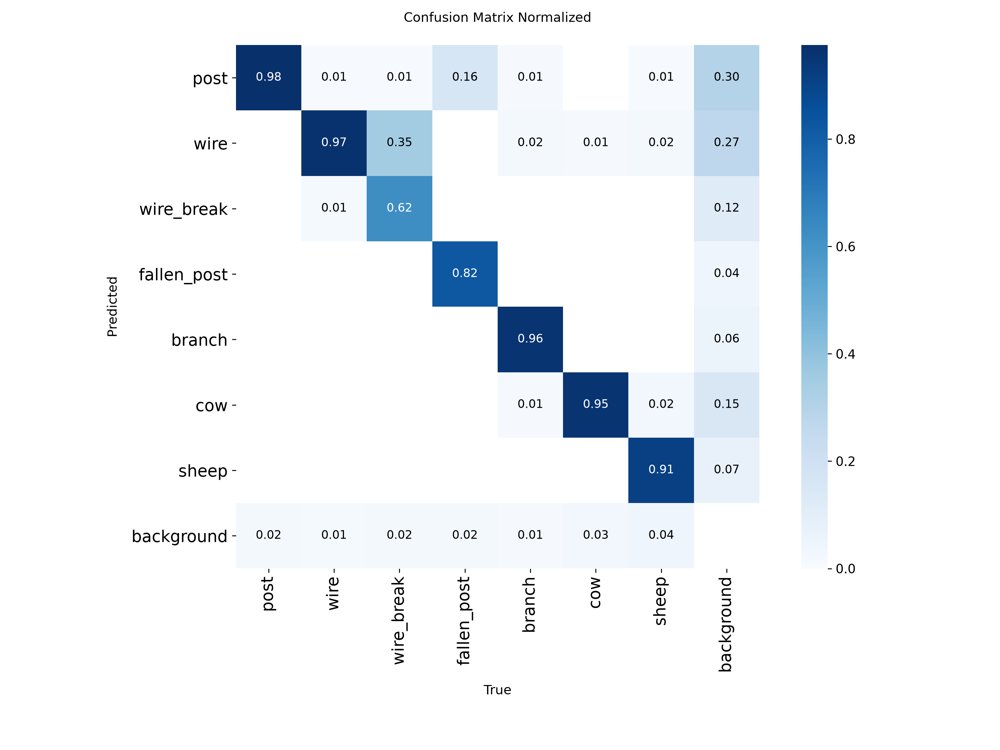 Confusion Matrix Normalized
post 0.98 0.01 0.01 0.16 0.01 0.01 0.30
wire 0.97 0.35 0.02 0.01 0.02 0.27
wire_break 0.01 0.62 0.12
fallen_post 0.82 0.04
branch 0.96 0.06
cow 0.01 0.95 0.02 0.15
sheep 0.91 0.07
background 0.02 0.01 0.02 0.02 0.01 0.03 0.04
post wire wire_break fallen_post branch cow sheep background
True
Predicted
0.8
0.6
0.4
0.2
0.0